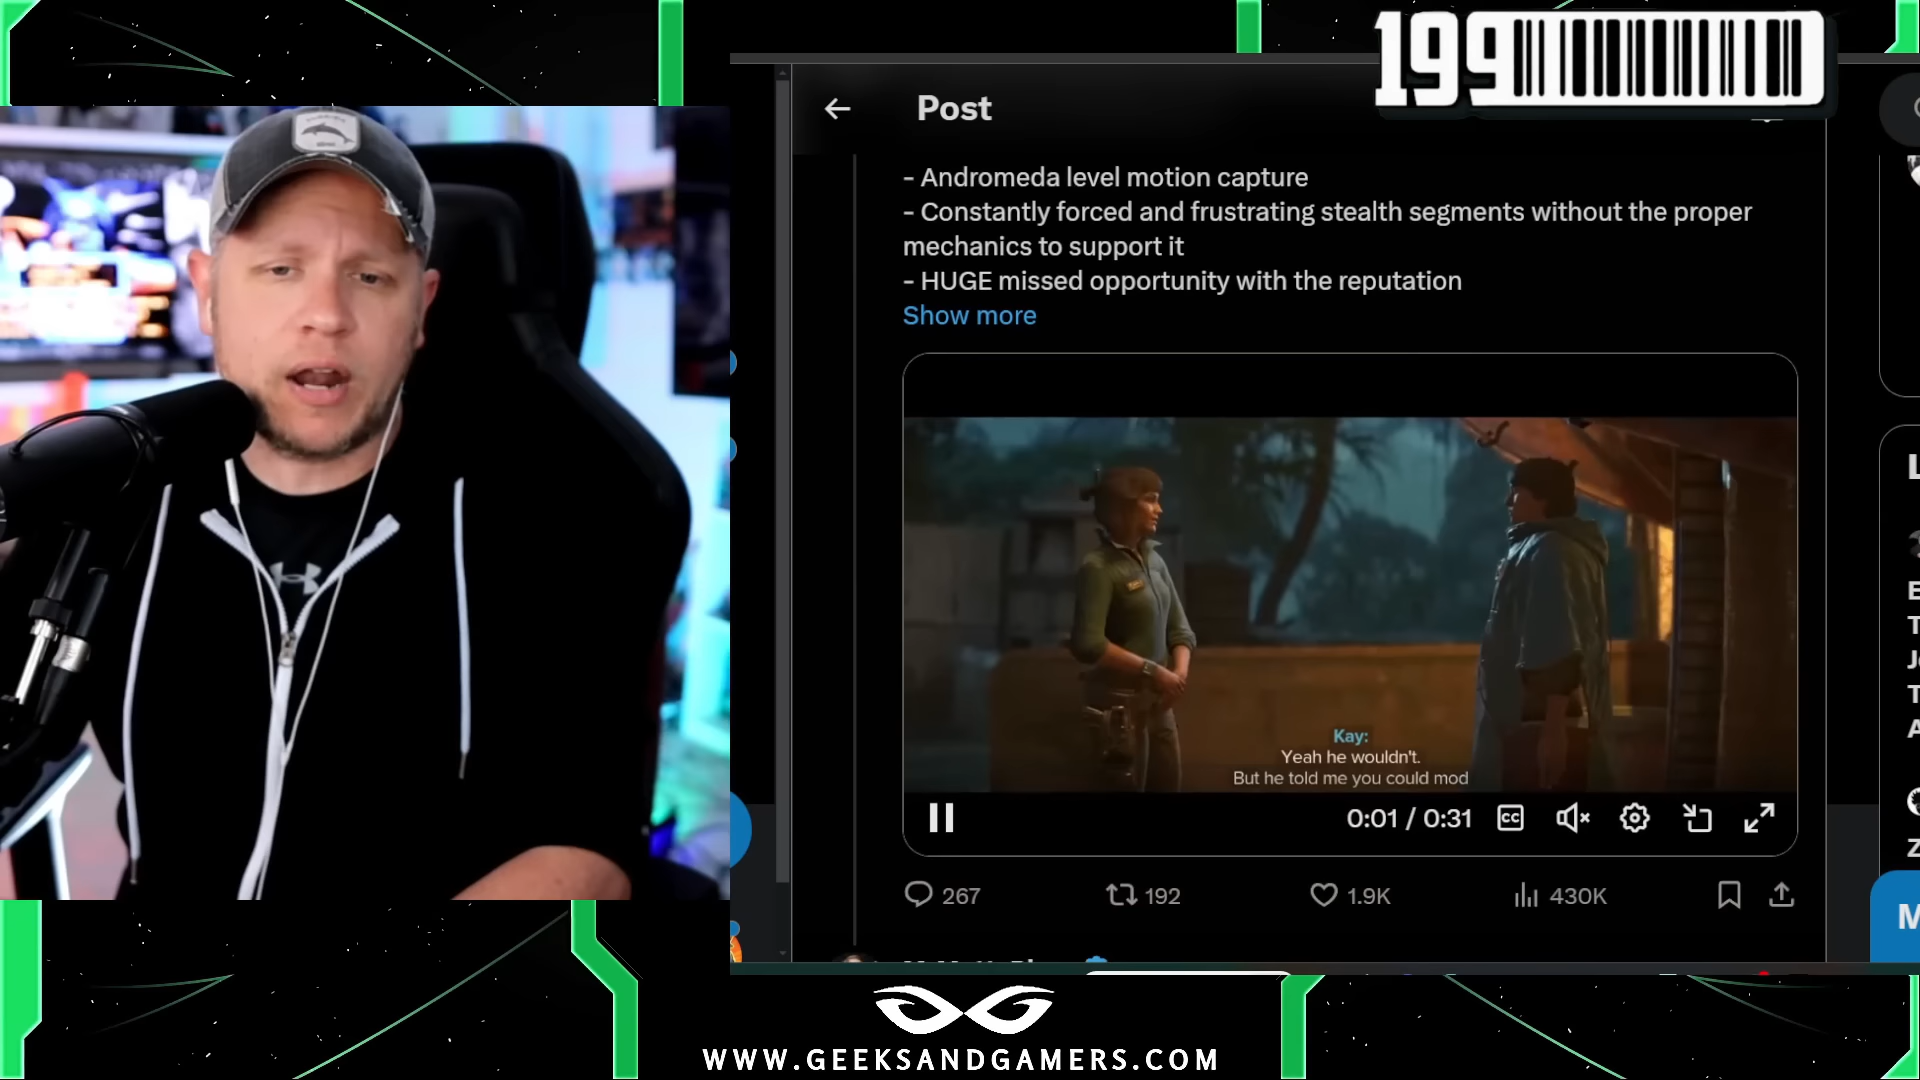 199
Post
- Andromeda level motion capture
- Constantly forced and frustrating stealth segments without the proper
mechanics to support it
- HUGE missed opportunity with the reputation
Show more
Kay:
Yeah he wouldn't.
But he told me you could mod
0:01 / 0:31
CC
267
192
1.9K
430K
M
WWW.GEEKSANDGAMERS.COM